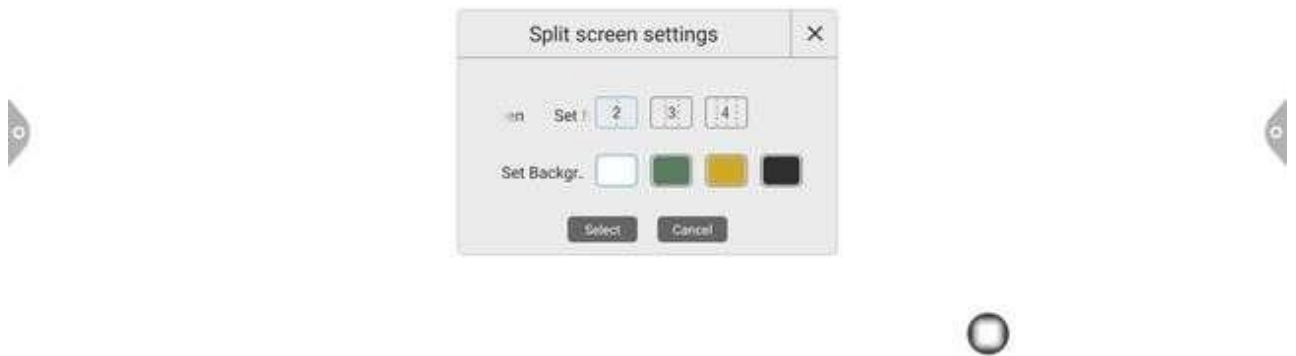 Split screen settings
en Set 2 3 4
Set Backgr..
Select Cancel